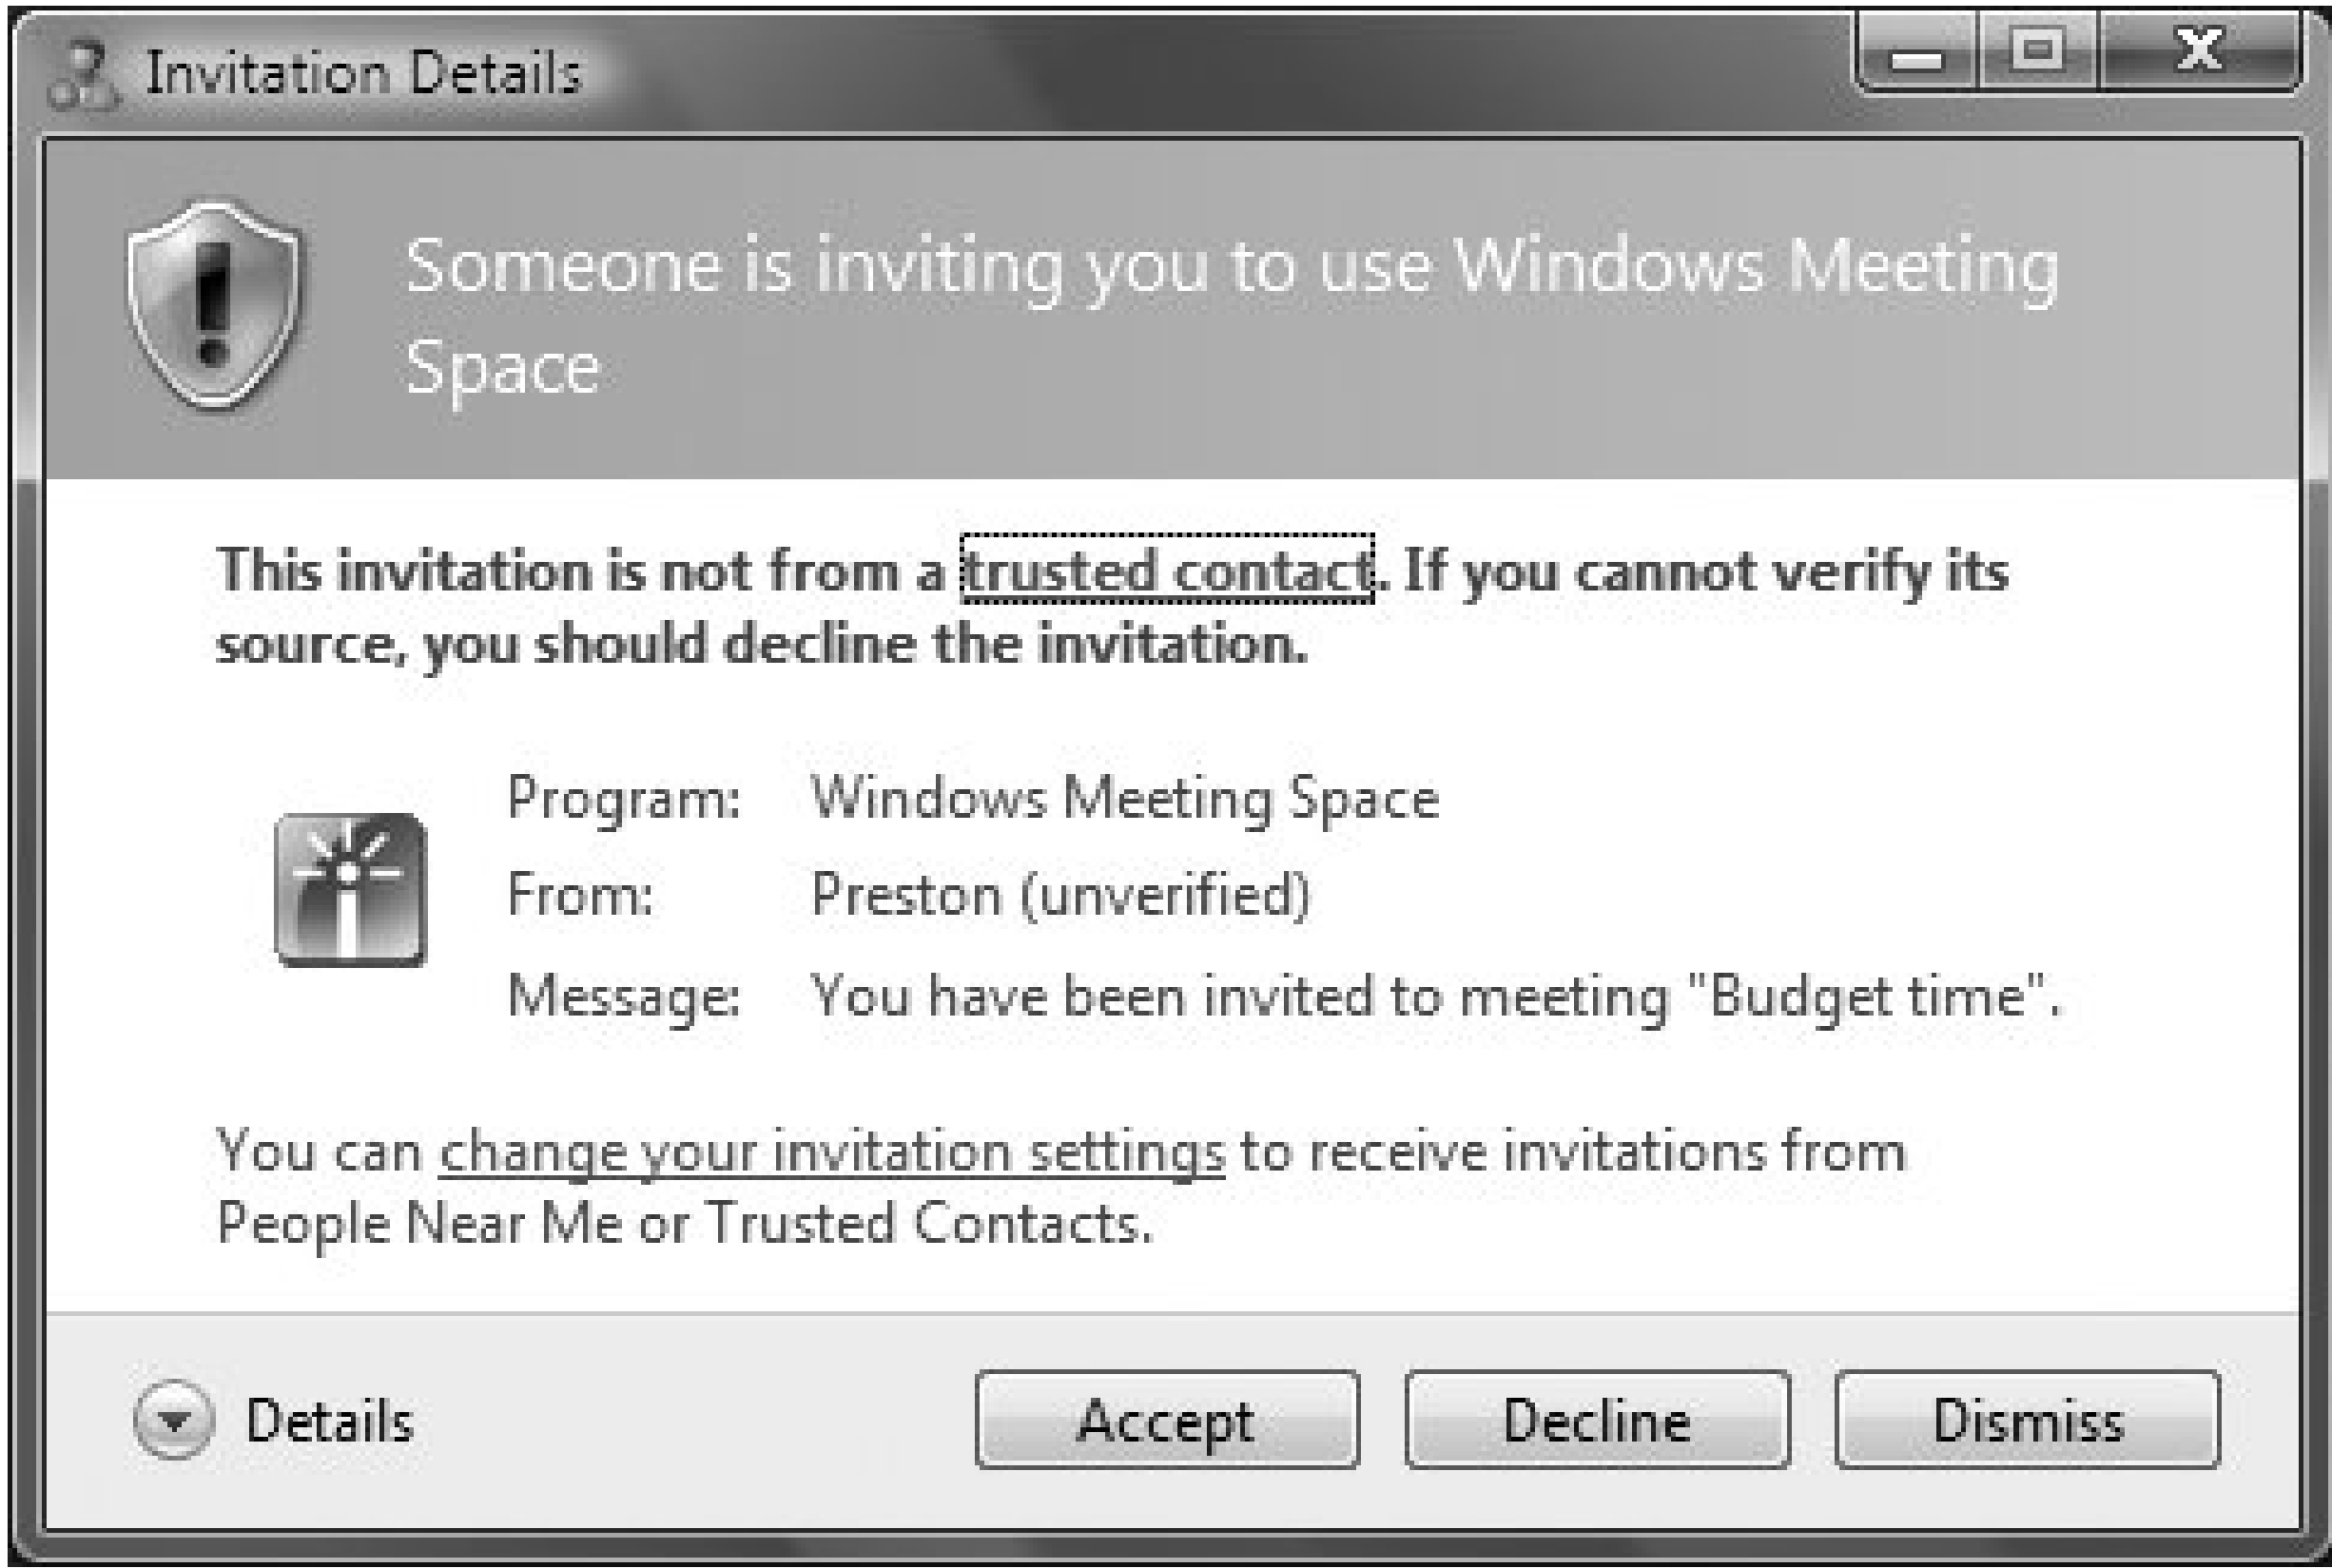 Invitation Details
Someone is inviting you to use Windows Meeting
Space
This invitation is not from a trusted contact. If you cannot verify its
source, you should decline the invitation.
Program: Windows Meeting Space
From: Preston (unverified)
Message: You have been invited to meeting "Budget time".
You can change your invitation settings to receive invitations from
People Near Me or Trusted Contacts.
Details Accept Decline Dismiss